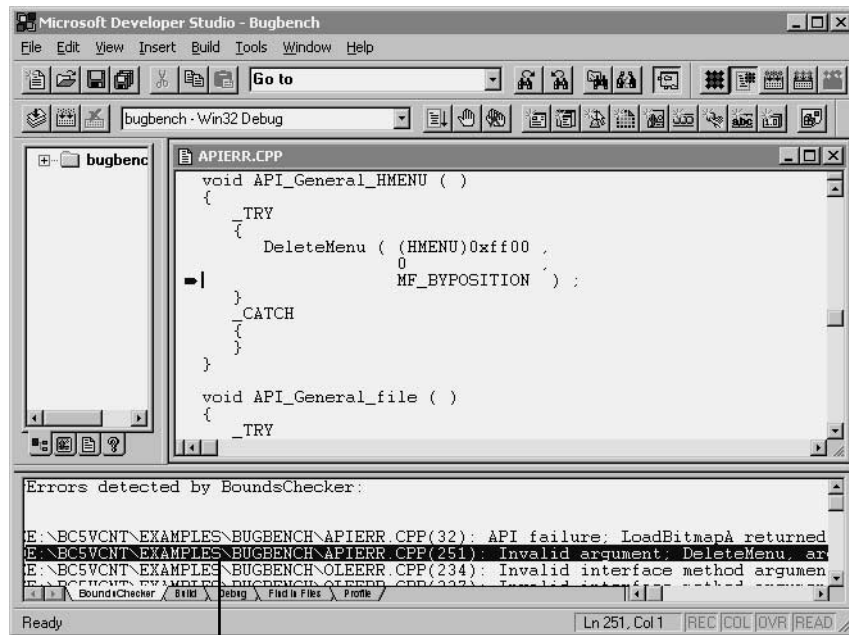 Microsoft Developer Studio - Bugbench
File Edit View Insert Build Tools Window Help
Go to
bugbench - Win32 Debug
abc
bugbenc
APIERR.CPP
void API_General_HMENU ( )
{
_TRY
{
DeleteMenu ( (HMENU)0xff00 ,
0 ,
MF_BYPOSITION ) ;
}
_CATCH
{
}
}
void API_General_file ( )
{
_TRY
Errors detected by BoundsChecker:
E:\BC5VCNT\EXAMPLES\BUGBENCH\APIERR.CPP(32): API failure; LoadBitmapA returned
E:\BC5VCNT\EXAMPLES\BUGBENCH\APIERR.CPP(251): Invalid argument; DeleteMenu, ar
E:\BC5VCNT\EXAMPLES\BUGBENCH\OLEERR.CPP(234): Invalid interface method argumen
BoundsChecker Build Debug Find in Files Profile
Ready Ln 251, Col 1 REC COL OVR READ